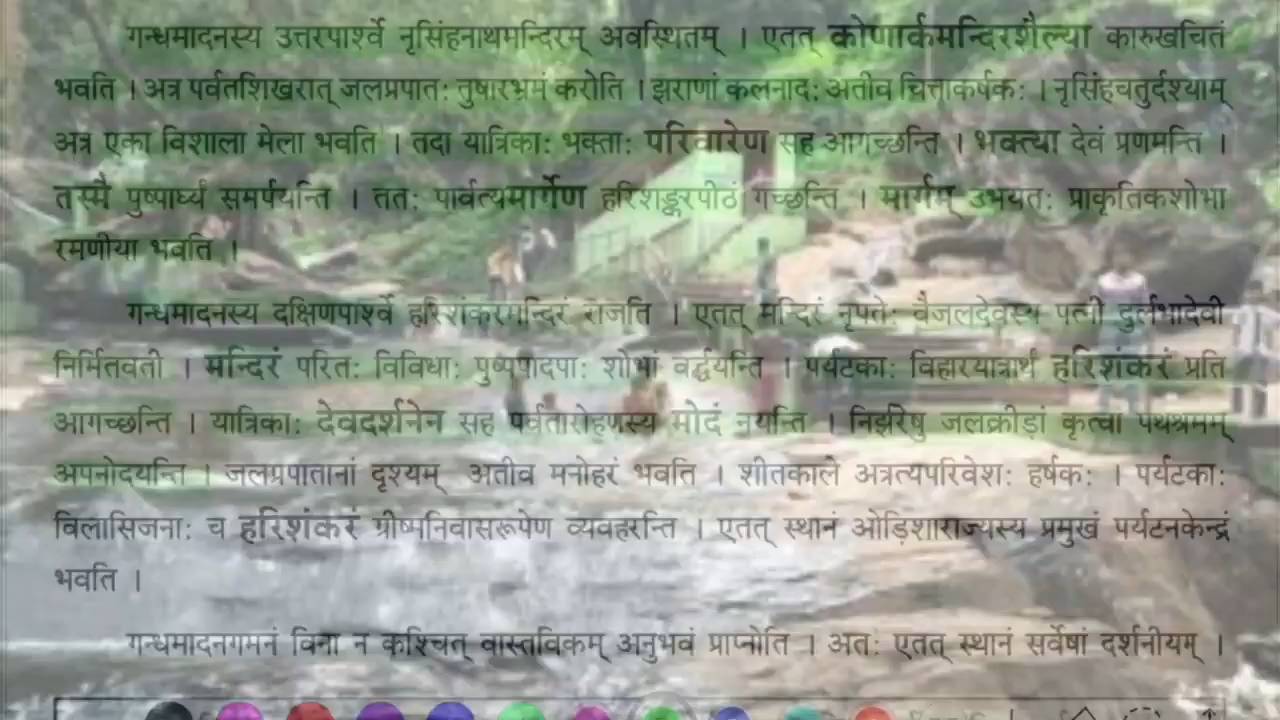 गन्धमादनस्य उत्तरपार्श्वे नृसिंहनाथमन्दिरम् अवस्थितम् । एतत् कोणार्कमन्दिरशैल्या कारुखचितं
भवति । अत्र पर्वतशिखरात् जलप्रपात: तुषारभ्रमं करोति । झराणां कलनाद: अतीव चित्ताकर्षक: । नृसिंहचतुर्दश्याम्
अत्र एका विशाला मेला भवति । तदा यात्रिका: भक्ता: परिवारेण सह आगच्छन्ति । भक्त्या देवं प्रणमन्ति ।
तस्मै पुष्पार्घ्यं समर्पयन्ति । तत: पार्वत्यमार्गेण हरिशङ्करपीठं गच्छन्ति । मार्गम् उभयत: प्राकृतिकशोभा
रमणीया भवति ।
गन्धमादनस्य दक्षिणपार्श्वे हरिशंकरमन्दिरं राजति । एतत् मन्दिरं नृपते: वैजलदेवस्य पत्नी दुर्लभादेवी
निर्मितवती । मन्दिरं परित: विविधा: पुष्पपादपा: शोभां वर्द्धयन्ति । पर्यटका: विहारयात्रार्थं हरिशंकरं प्रति
आगच्छन्ति । यात्रिका: देवदर्शनेन सह पर्वतारोहणस्य मोदं नयन्ति । निर्झरेषु जलक्रीडां कृत्वा पथश्रमम्
अपनोदयन्ति । जलप्रपातानां दृश्यम् अतीव मनोहरं भवति । शीतकाले अत्रत्यपरिवेश: हर्षक: । पर्यटका:
विलासिजना: च हरिशंकरं ग्रीष्मनिवासरूपेण व्यवहरन्ति । एतत् स्थानं ओड़िशाराज्यस्य प्रमुखं पर्यटनकेन्द्रं
भवति ।
गन्धमादनगमनं विना न कश्चित् वास्तविकम् अनुभवं प्राप्नोति । अत: एतत् स्थानं सर्वेषां दर्शनीयम् ।